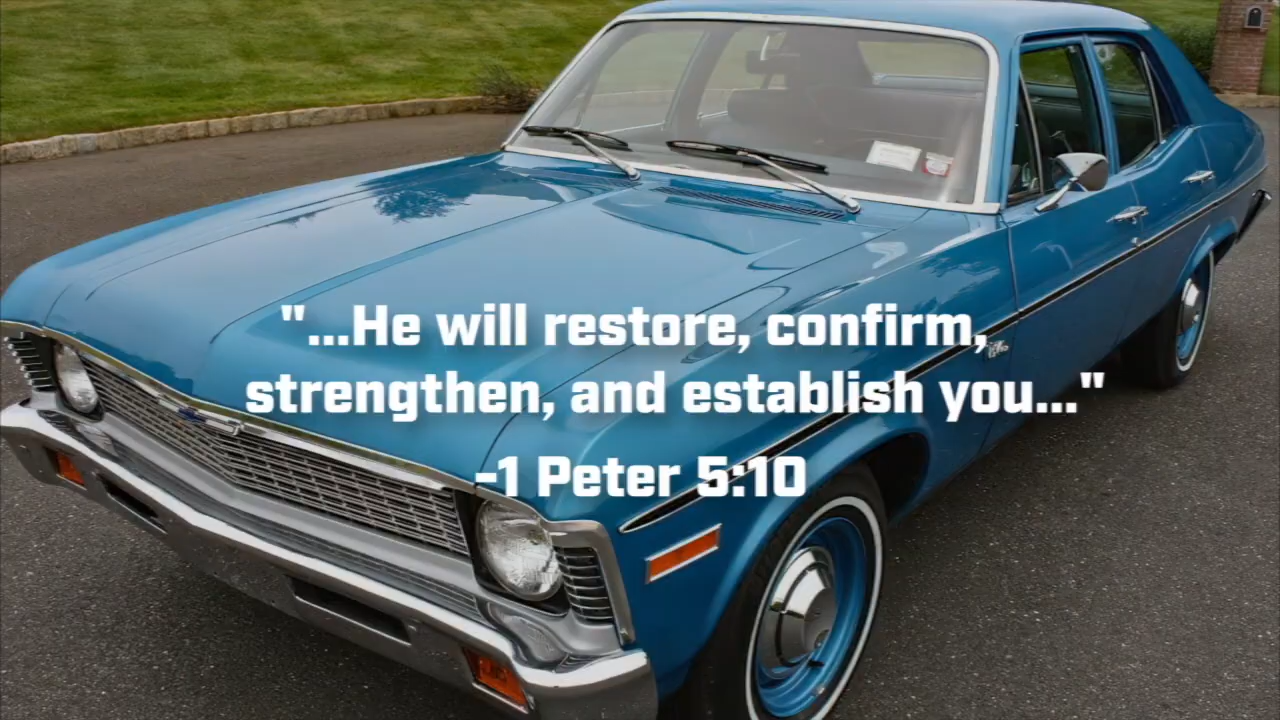 "...He will restore, confirm,
strengthen, and establish you..."
-1 Peter 5:10